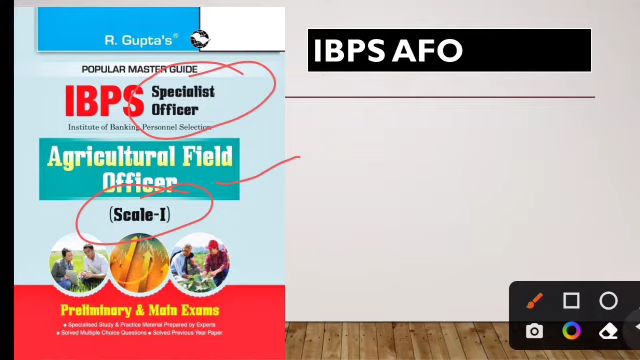 R. Gupta's®
POPULAR MASTER GUIDE
IBPS Specialist Officer
Institute of Banking Personnel Selection
Agricultural Field
Officer
(Scale-I)
Preliminary & Main Exams
• Specialised Study & Practice Material Prepared by Experts
• Solved Multiple Choice Questions • Solved Previous Year Paper
IBPS AFO